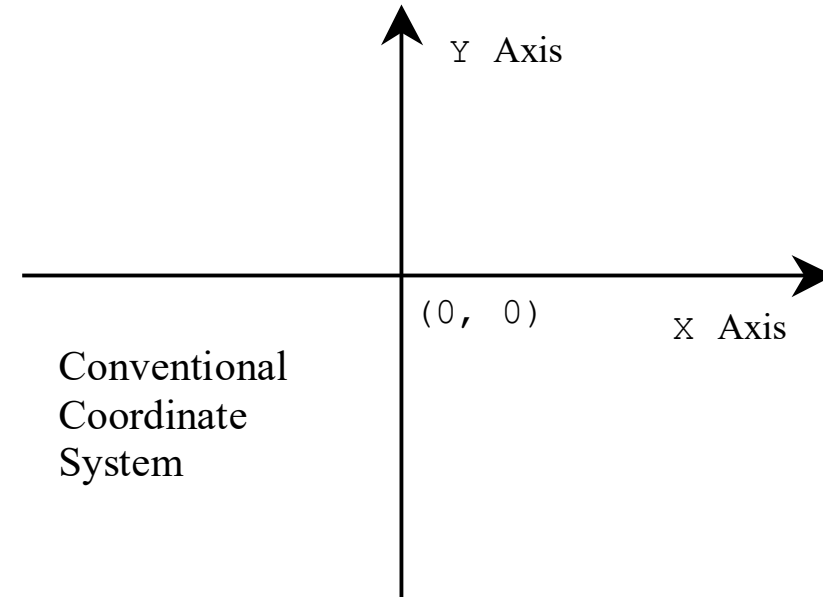 Y Axis
(0, 0)
X Axis
Conventional
Coordinate
System